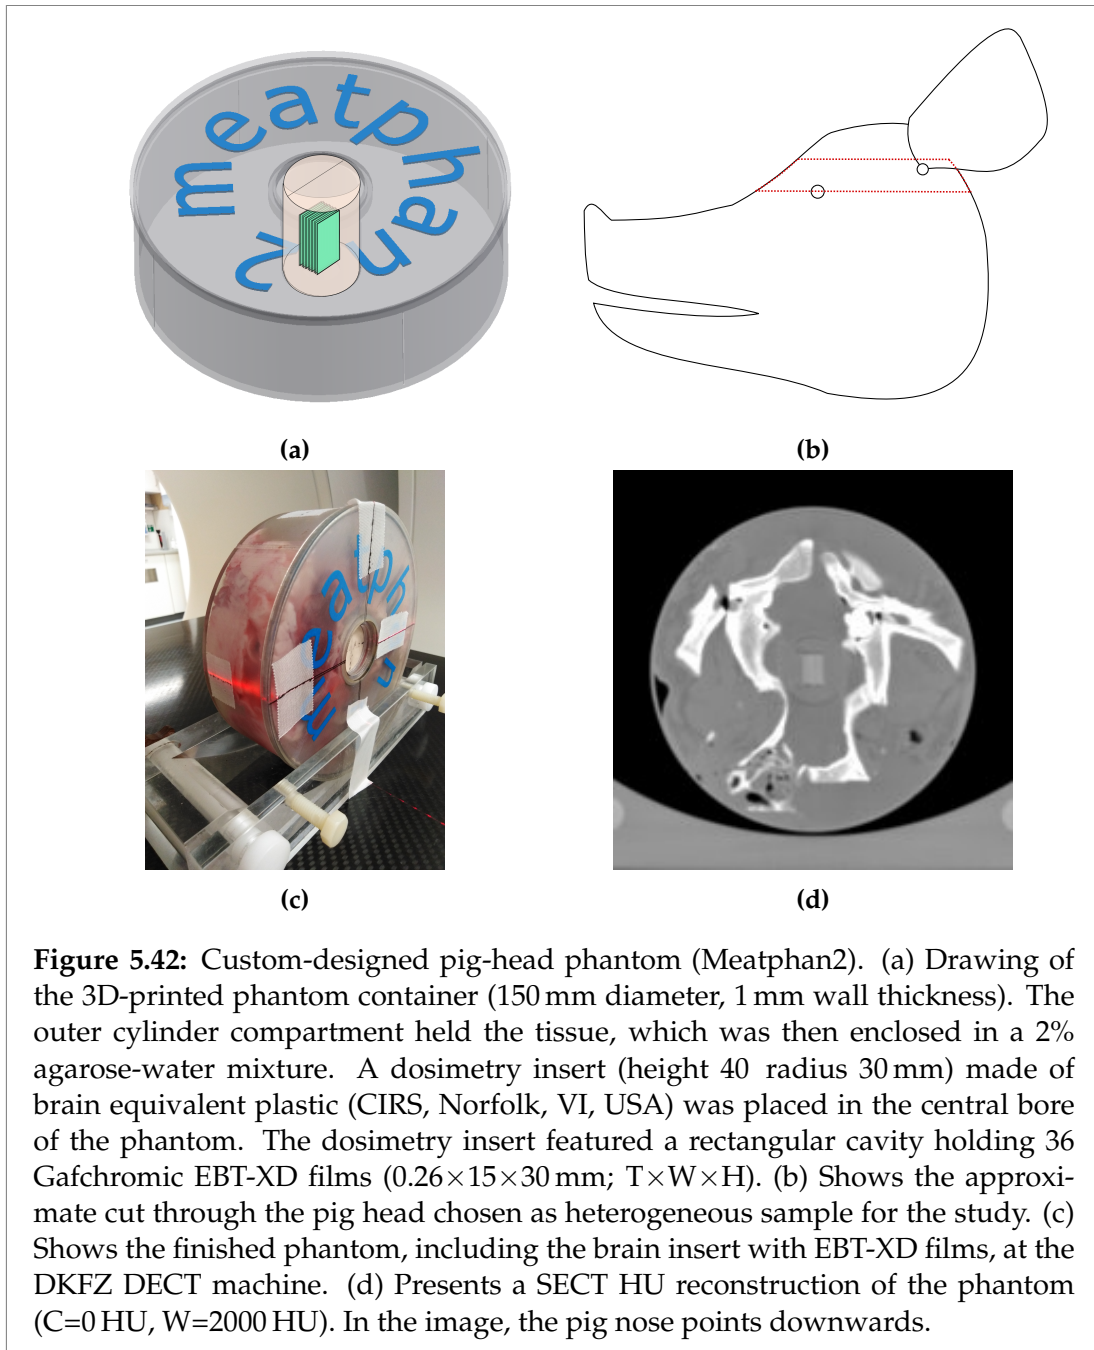 meatphan2
(a)
(b)
meatph
n
(c)
(d)
Figure 5.42: Custom-designed pig-head phantom (Meatphan2). (a) Drawing of
the 3D-printed phantom container (150 mm diameter, 1 mm wall thickness). The
outer cylinder compartment held the tissue, which was then enclosed in a 2%
agarose-water mixture. A dosimetry insert (height 40 radius 30 mm) made of
brain equivalent plastic (CIRS, Norfolk, VI, USA) was placed in the central bore
of the phantom. The dosimetry insert featured a rectangular cavity holding 36
Gafchromic EBT-XD films (0.26×15×30 mm; T×W×H). (b) Shows the approxi-
mate cut through the pig head chosen as heterogeneous sample for the study. (c)
Shows the finished phantom, including the brain insert with EBT-XD films, at the
DKFZ DECT machine. (d) Presents a SECT HU reconstruction of the phantom
(C=0 HU, W=2000 HU). In the image, the pig nose points downwards.